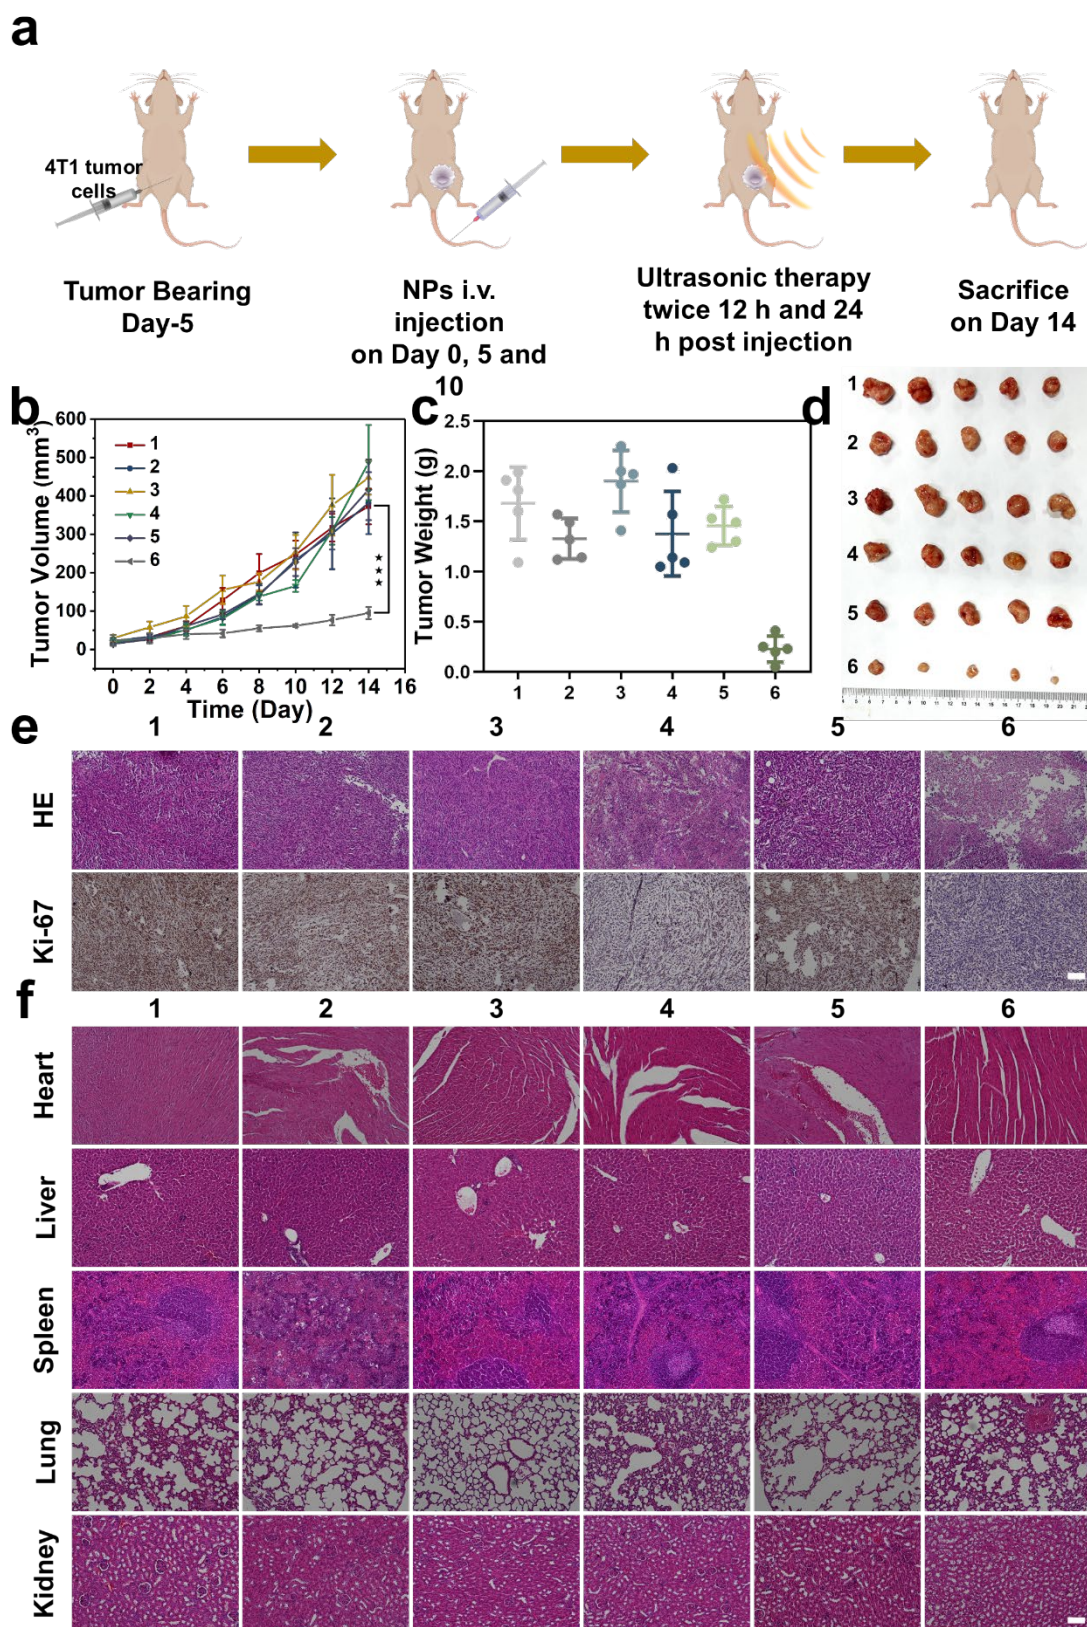 a
4T1 tumor
cells
Tumor Bearing
Day-5
NPs i.v.
injection
on Day 0, 5 and
10
Ultrasonic therapy
twice 12 h and 24
h post injection
Sacrifice
on Day 14
b
Tumor Volume (mm³)
600
500
400
300
200
100
0
1
2
3
4
5
6
★★★
0 2 4 6 8 10 12 14 16
Time (Day)
c
Tumor Weight (g)
2.5
2.0
1.5
1.0
0.5
0.0
1 2 3 4 5 6
d
1
2
3
4
5
6
e
1 2 3 4 5 6
HE
Ki-67
f
1 2 3 4 5 6
Heart
Liver
Spleen
Lung
Kidney